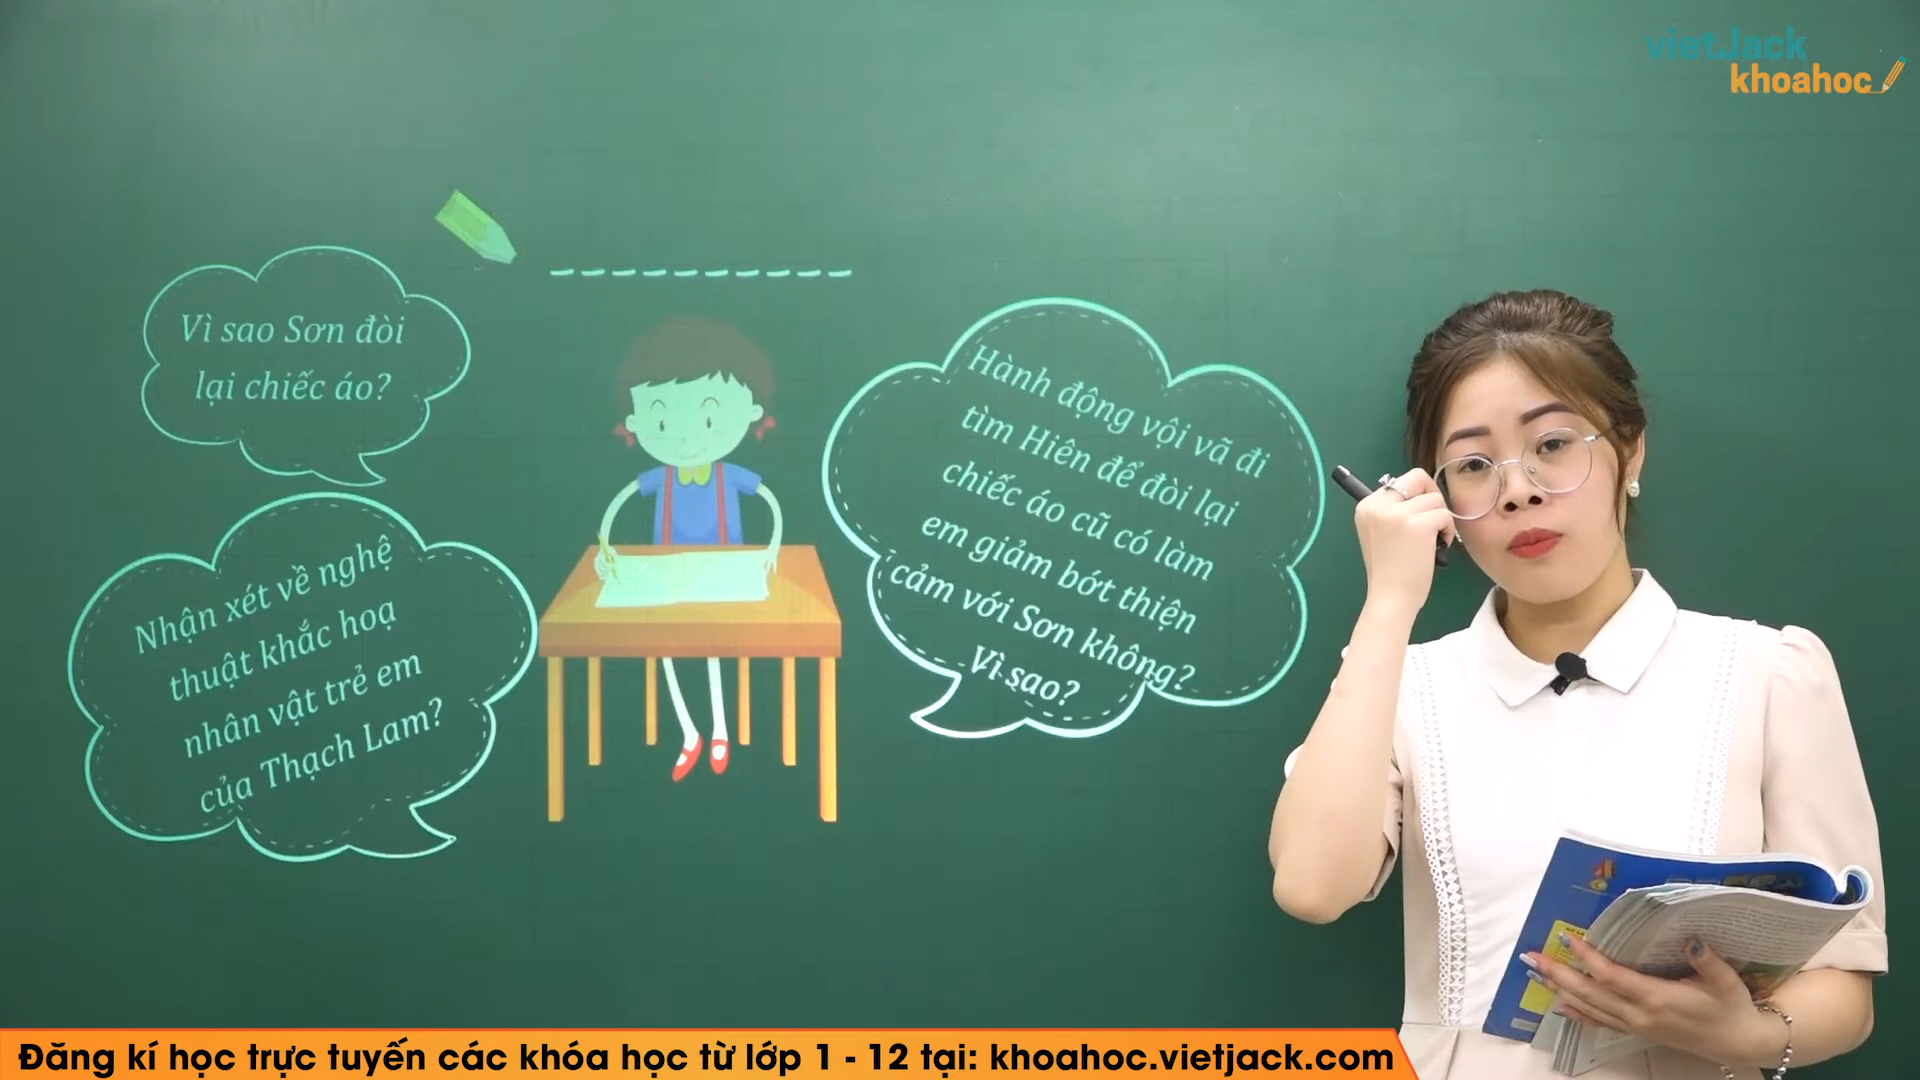 vietJack
khoahoc
Vì sao Sơn đòi
lại chiếc áo?
Hành động vội vã đi
tìm Hiên để đòi lại
chiếc áo cũ có làm
em giảm bớt thiện
cảm với Sơn không?
Vì sao?
Nhận xét về nghệ
thuật khắc hoạ
nhân vật trẻ em
của Thạch Lam?
Đăng kí học trực tuyến các khóa học từ lớp 1 - 12 tại: khoahoc.vietjack.com